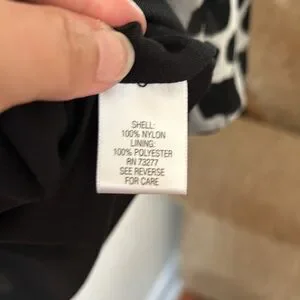 SHELL:
100% NYLON
LINING:
100% POLYESTER
RN 73277
SEE REVERSE
FOR CARE